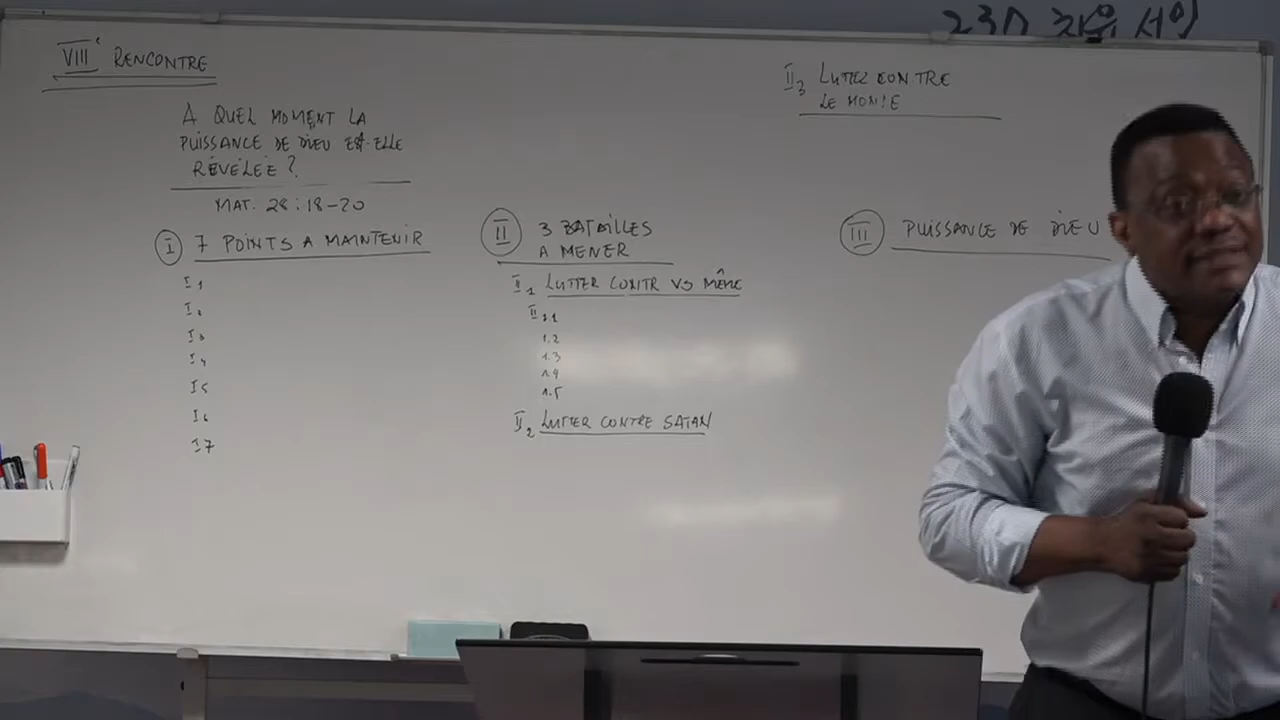 VIIIᵉ RENCONTRE
A QUEL MOMENT LA
PUISSANCE DE DIEU EST-ELLE
RÉVÉLÉE ?
MAT. 28:18-20
I 7 POINTS A MAINTENIR
I1
I2
I3
I4
I5
I6
I7
II 3 BATAILLES
A MENER
II1 LUTTER CONTR VS MÊME
II 1.1
1.2
1.3
1.4
1.5
II2 LUTTER CONTRE SATAN
II3 LUTTER CONTRE
LE MONDE
III PUISSANCE DE DIEU